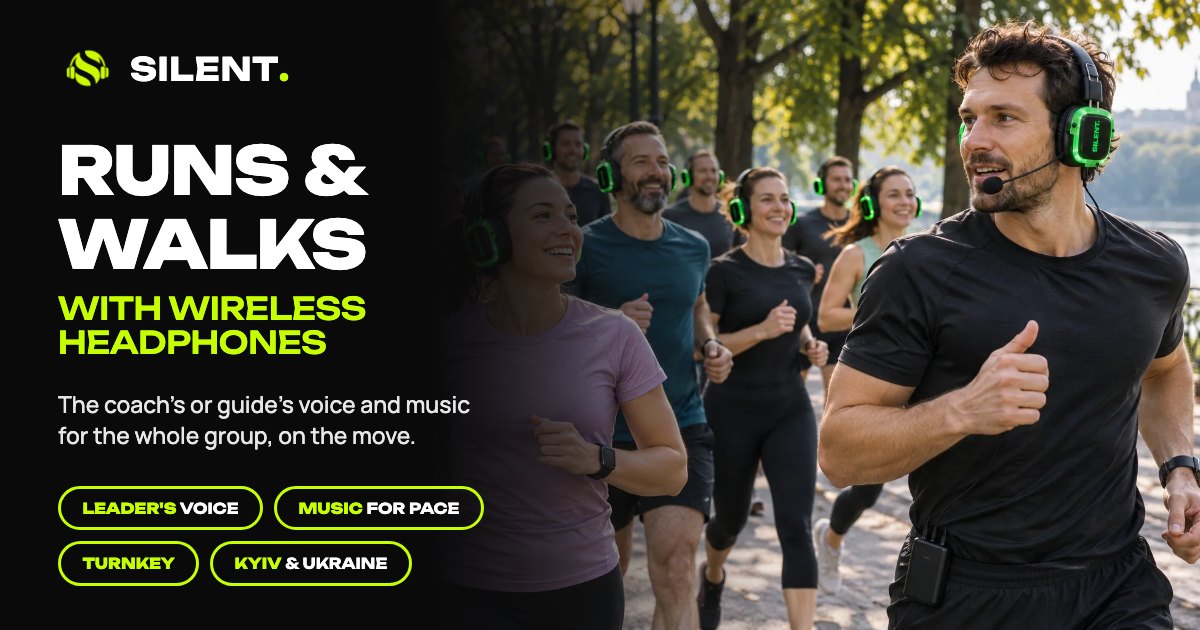 SILENT.
RUNS &
WALKS
WITH WIRELESS
HEADPHONES
The coach's or guide's voice and music
for the whole group, on the move.
LEADER'S VOICE
MUSIC FOR PACE
TURNKEY
KYIV & UKRAINE
SILENT.